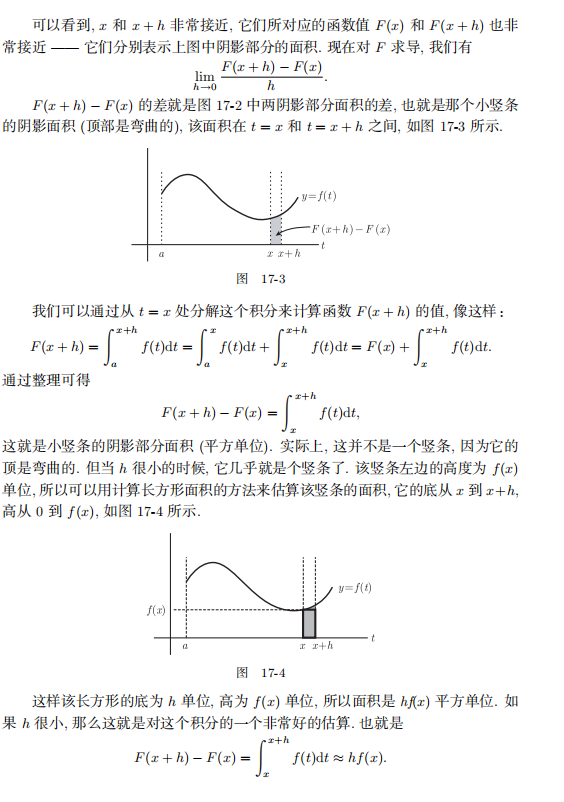 可以看到, x 和 x + h 非常接近, 它们所对应的函数值 F(x) 和 F(x + h) 也非
常接近 —— 它们分别表示上图中阴影部分的面积. 现在对 F 求导, 我们有
lim_{h→0} (F(x + h) − F(x))/h.
F(x + h) − F(x) 的差就是图 17-2 中两阴影部分面积的差, 也就是那个小竖条
的阴影面积 (顶部是弯曲的), 该面积在 t = x 和 t = x + h 之间, 如图 17-3 所示.
y=f(t)
F(x+h)−F(x)
t
a
x x+h
图 17-3
我们可以通过从 t = x 处分解这个积分来计算函数 F(x + h) 的值, 像这样:
F(x + h) = ∫_a^{x+h} f(t)dt = ∫_a^x f(t)dt + ∫_x^{x+h} f(t)dt = F(x) + ∫_x^{x+h} f(t)dt.
通过整理可得
F(x + h) − F(x) = ∫_x^{x+h} f(t)dt,
这就是小竖条的阴影部分面积 (平方单位). 实际上, 这并不是一个竖条, 因为它的
顶是弯曲的. 但当 h 很小的时候, 它几乎就是个竖条了. 该竖条左边的高度为 f(x)
单位, 所以可以用计算长方形面积的方法来估算该竖条的面积, 它的底从 x 到 x+h,
高从 0 到 f(x), 如图 17-4 所示.
y=f(t)
f(x)
t
a
x x+h
图 17-4
这样该长方形的底为 h 单位, 高为 f(x) 单位, 所以面积是 hf(x) 平方单位. 如
果 h 很小, 那么这就是对这个积分的一个非常好的估算. 也就是
F(x + h) − F(x) = ∫_x^{x+h} f(t)dt ≈ hf(x).